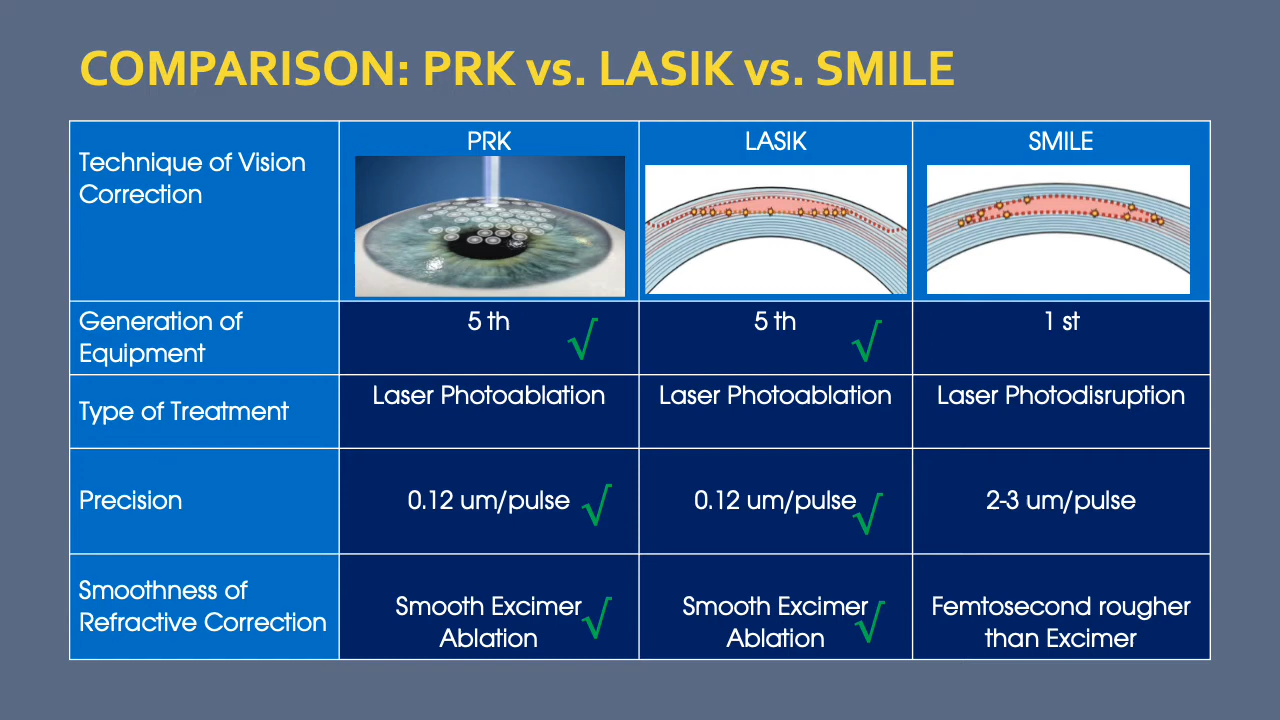 COMPARISON: PRK vs. LASIK vs. SMILE
Technique of Vision
Correction
PRK
LASIK
SMILE
Generation of
Equipment
5 th
√
5 th
√
1 st
Type of Treatment
Laser Photoablation
Laser Photoablation
Laser Photodisruption
Precision
0.12 um/pulse
√
0.12 um/pulse
√
2-3 um/pulse
Smoothness of
Refractive Correction
Smooth Excimer
Ablation
√
Smooth Excimer
Ablation
√
Femtosecond rougher
than Excimer